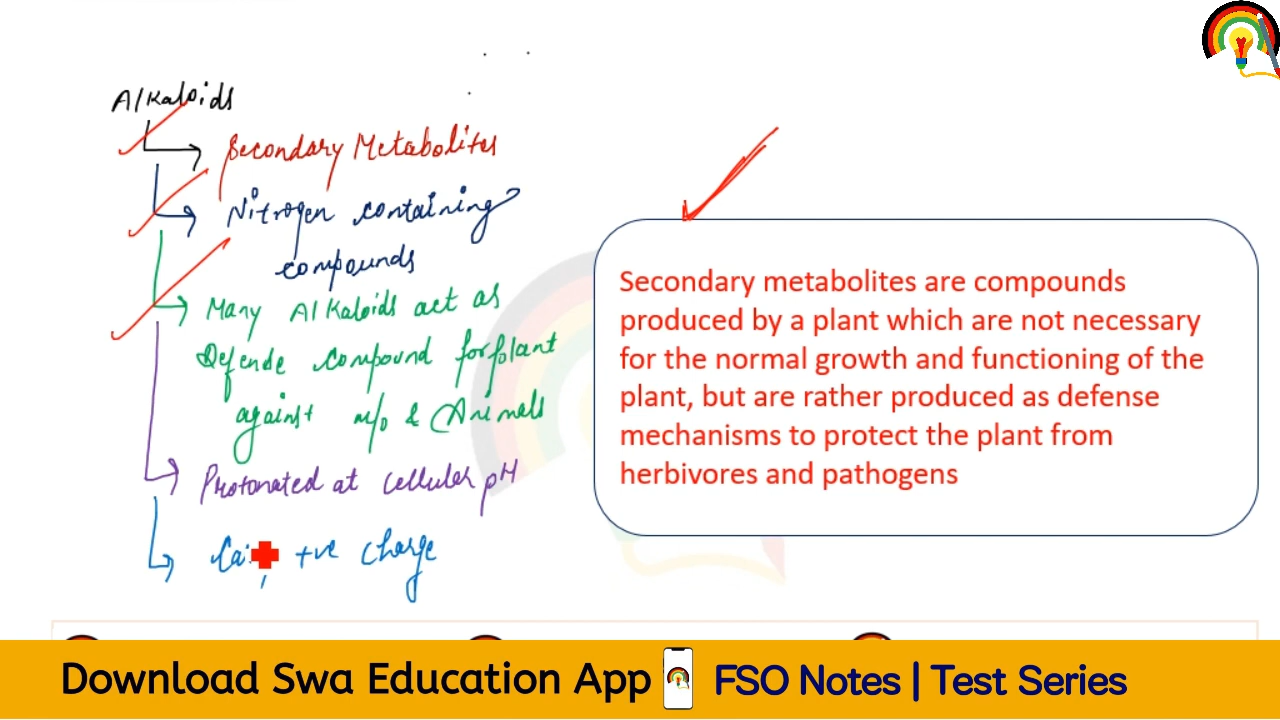 Alkaloids
Secondary Metabolites
Nitrogen containing
compounds
Many Alkaloids act as
Defende compound for plant
against m/o & Animals
Protonated at cellular pH
+ve charge
Secondary metabolites are compounds
produced by a plant which are not necessary
for the normal growth and functioning of the
plant, but are rather produced as defense
mechanisms to protect the plant from
herbivores and pathogens
Download Swa Education App FSO Notes | Test Series